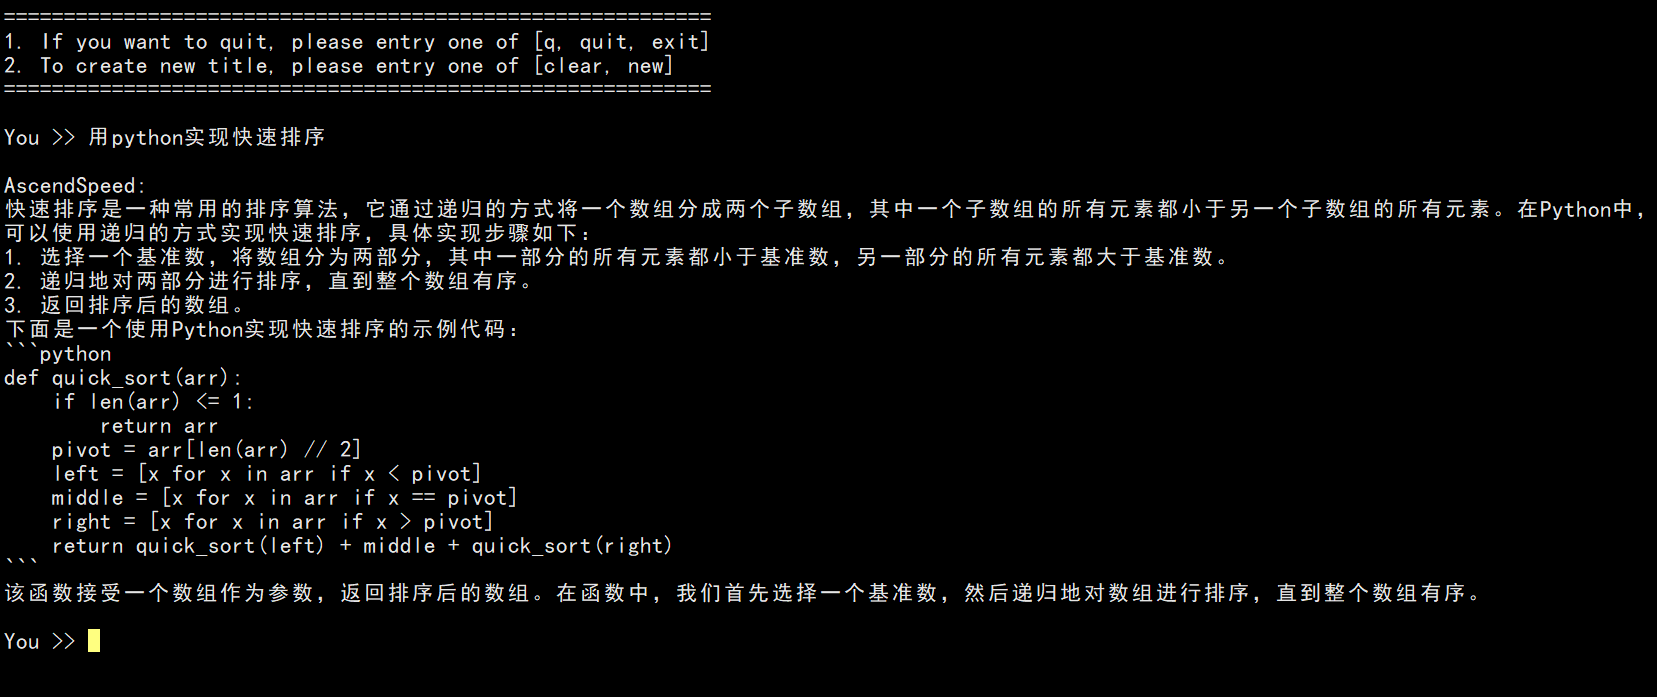 ===========================================================
1. If you want to quit, please entry one of [q, quit, exit]
2. To create new title, please entry one of [clear, new]
===========================================================
You >> 用python实现快速排序
AscendSpeed:
快速排序是一种常用的排序算法，它通过递归的方式将一个数组分成两个子数组，其中一个子数组的所有元素都小于另一个子数组的所有元素。在Python中，
可以使用递归的方式实现快速排序，具体实现步骤如下：
1. 选择一个基准数，将数组分为两部分，其中一部分的所有元素都小于基准数，另一部分的所有元素都大于基准数。
2. 递归地对两部分进行排序，直到整个数组有序。
3. 返回排序后的数组。
下面是一个使用Python实现快速排序的示例代码：
```python
def quick_sort(arr):
    if len(arr) <= 1:
        return arr
    pivot = arr[len(arr) // 2]
    left = [x for x in arr if x < pivot]
    middle = [x for x in arr if x == pivot]
    right = [x for x in arr if x > pivot]
    return quick_sort(left) + middle + quick_sort(right)
```
该函数接受一个数组作为参数，返回排序后的数组。在函数中，我们首先选择一个基准数，然后递归地对数组进行排序，直到整个数组有序。
You >>